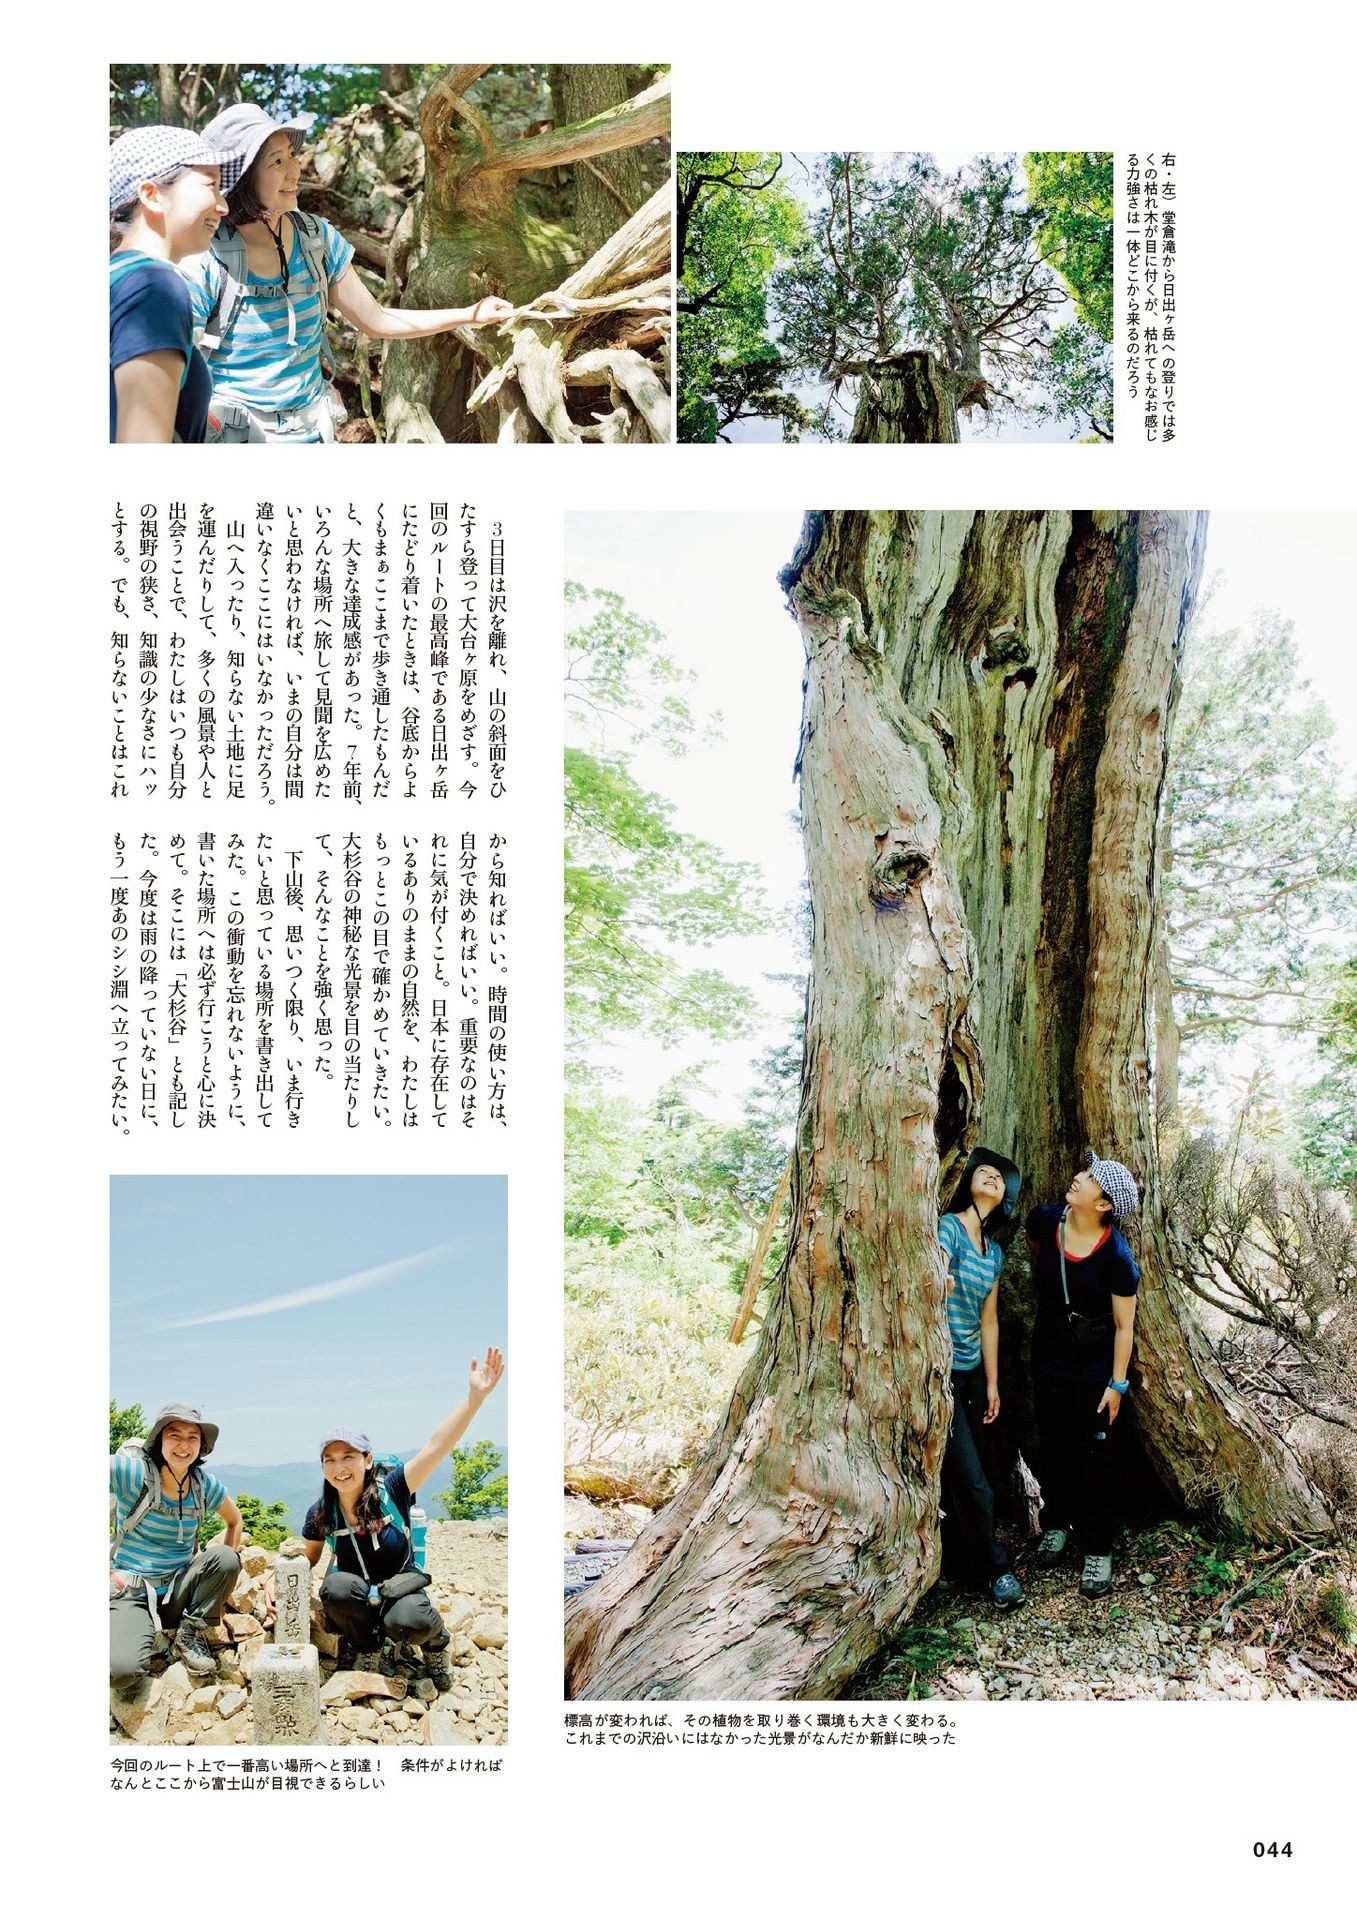 右・左）堂倉滝から日出ヶ岳への登りでは多
くの枯れ木が目に付くが、枯れてもなお感じ
る力強さは一体どこから来るのだろう
３日目は沢を離れ、山の斜面をひ
たすら登って大台ヶ原をめざす。今
回のルートの最高峰である日出ヶ岳
にたどり着いたときは、谷底からよ
くもまぁここまで歩き通したもんだ
と、大きな達成感があった。７年前、
いろんな場所へ旅して見聞を広めた
いと思わなければ、いまの自分は間
違いなくここにはいなかっただろう。
山へ入ったり、知らない土地に足
を運んだりして、多くの風景や人と
出会うことで、わたしはいつも自分
の視野の狭さ、知識の少なさにハッ
とする。でも、知らないことはこれ
から知ればいい。時間の使い方は、
自分で決めればいい。重要なのはそ
れに気が付くこと。日本に存在して
いるありのままの自然を、わたしは
もっとこの目で確かめていきたい。
大杉谷の神秘な光景を目の当たりし
て、そんなことを強く思った。
下山後、思いつく限り、いま行き
たいと思っている場所を書き出して
みた。この衝動を忘れないように、
書いた場所へは必ず行こうと心に決
めて。そこには「大杉谷」とも記し
た。今度は雨の降っていない日に、
もう一度あのシシ淵へ立ってみたい。
日出ヶ岳
三角點
標高が変われば、その植物を取り巻く環境も大きく変わる。
これまでの沢沿いにはなかった光景がなんだか新鮮に映った
今回のルート上で一番高い場所へと到達！　条件がよければ
なんとここから富士山が目視できるらしい
044